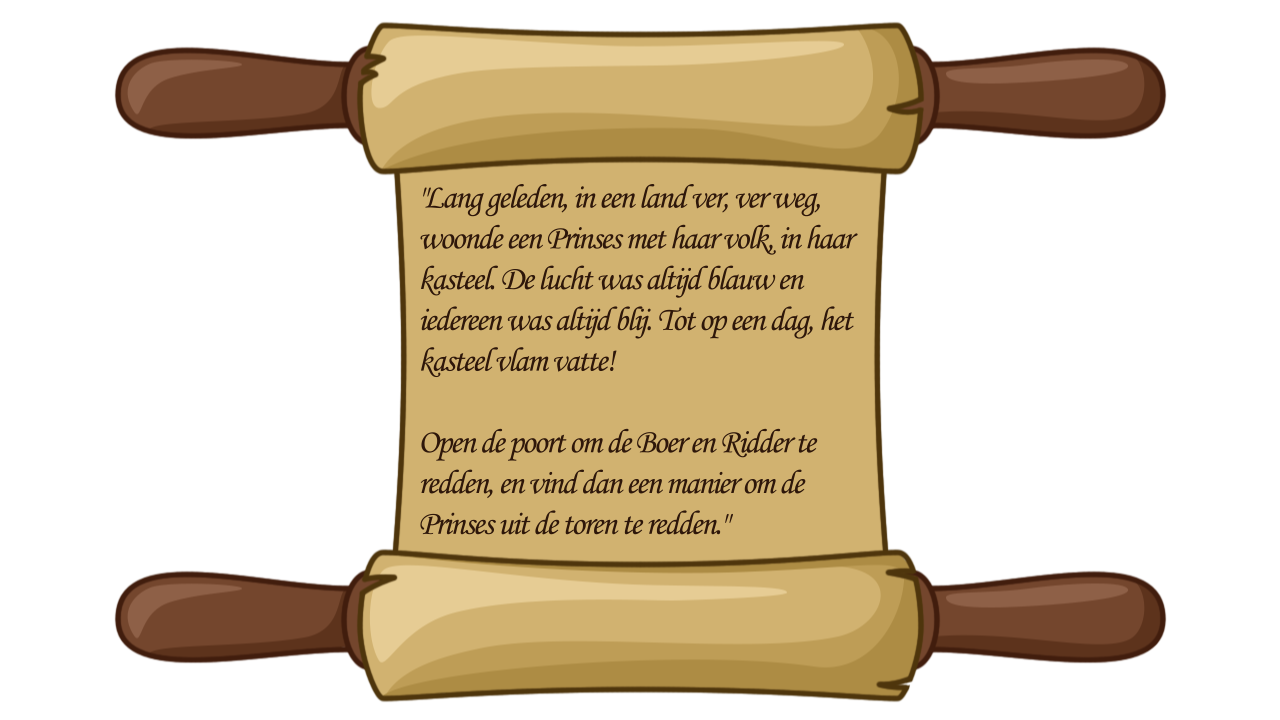 "Lang geleden, in een land ver, ver weg,
woonde een Prinses met haar volk, in haar
kasteel. De lucht was altijd blauw en
iedereen was altijd blij. Tot op een dag, het
kasteel vlam vatte!
Open de poort om de Boer en Ridder te
redden, en vind dan een manier om de
Prinses uit de toren te redden."